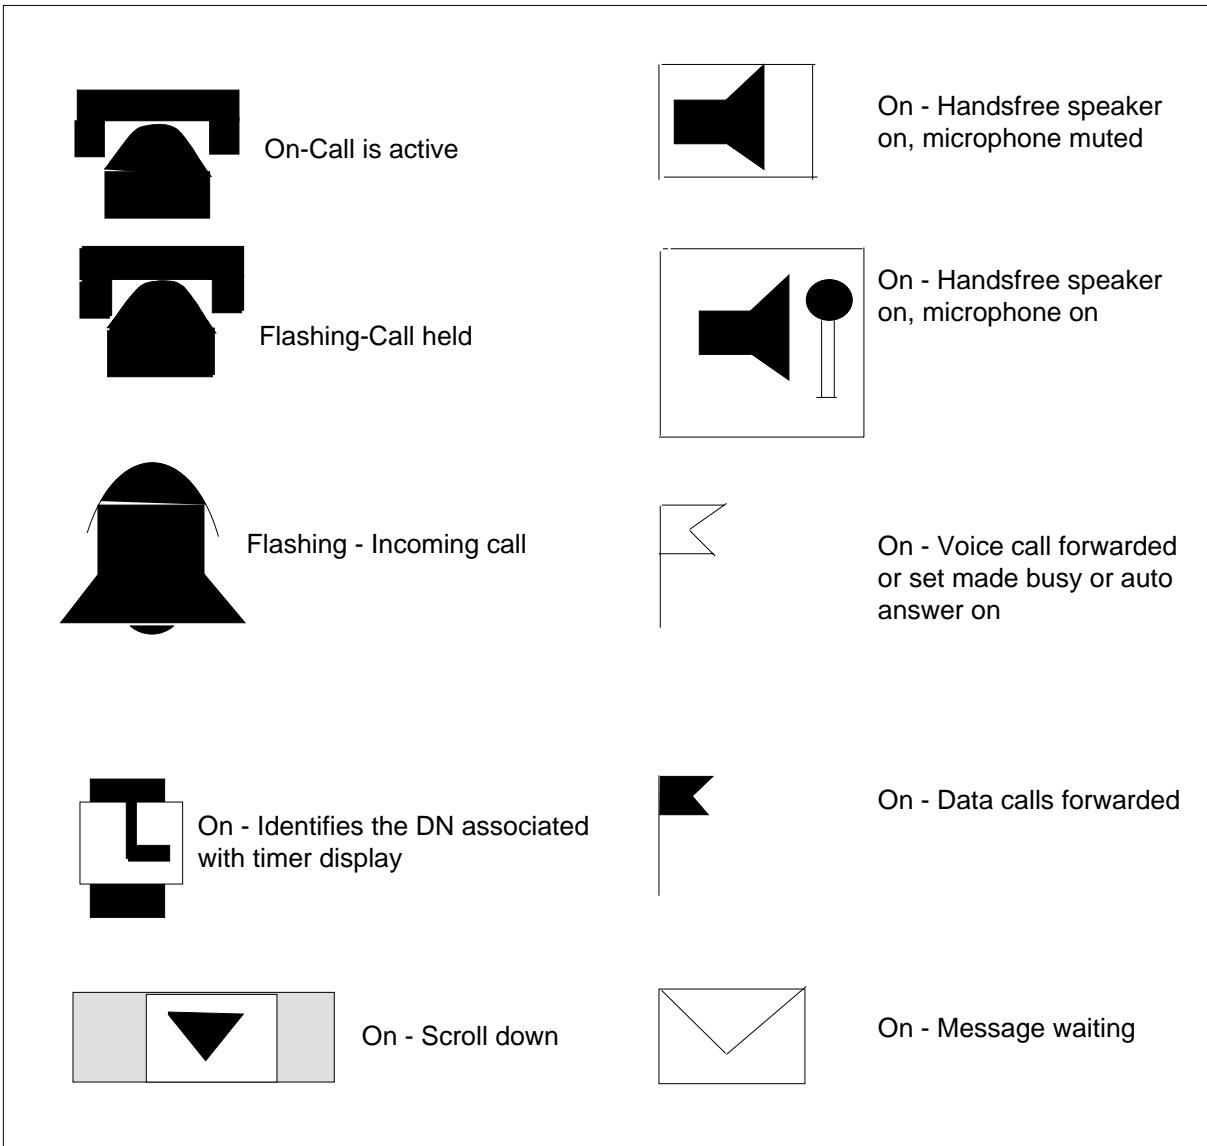 On-Call is active
Flashing-Call held
Flashing - Incoming call
On - Identifies the DN associated
with timer display
On - Scroll down
On - Handsfree speaker
on, microphone muted
On - Handsfree speaker
on, microphone on
On - Voice call forwarded
or set made busy or auto
answer on
On - Data calls forwarded
On - Message waiting